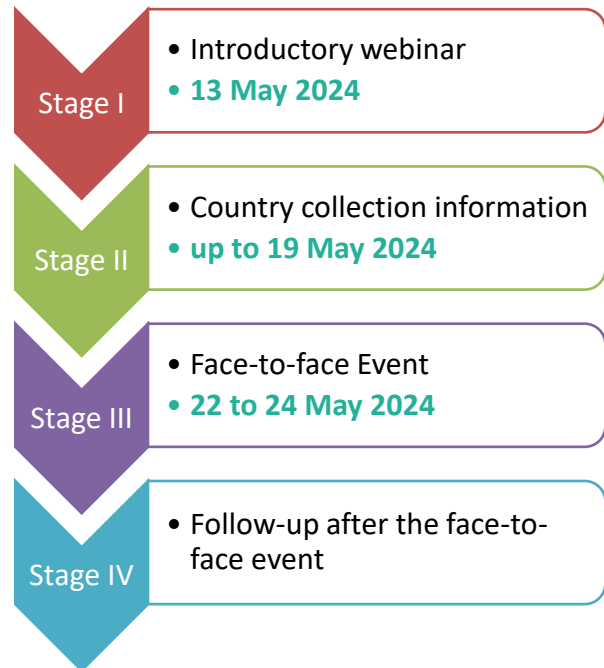 Stage I
• Introductory webinar
• 13 May 2024
Stage II
• Country collection information
• up to 19 May 2024
Stage III
• Face-to-face Event
• 22 to 24 May 2024
Stage IV
• Follow-up after the face-to-
face event